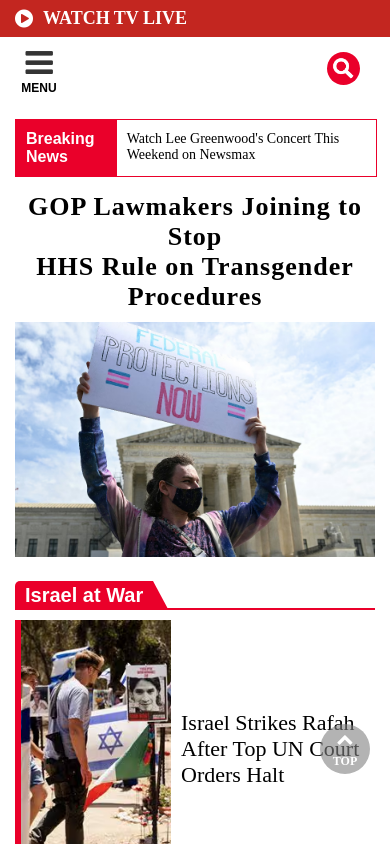 WATCH TV LIVE
MENU
Breaking
News
Watch Lee Greenwood's Concert This
Weekend on Newsmax
GOP Lawmakers Joining to
Stop
HHS Rule on Transgender
Procedures
FEDERAL
PROTECTIONS
NOW
Israel at War
Israel Strikes Rafah
After Top UN Court
Orders Halt
TOP